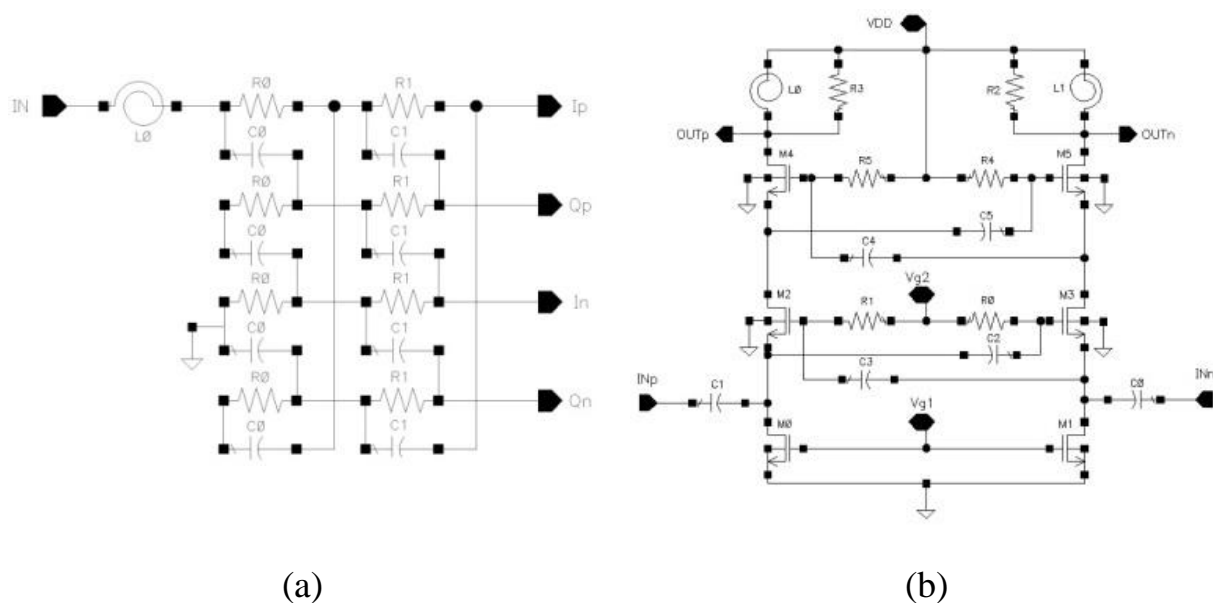 IN
L0
R0
R1
Ip
C0
C1
R0
R1
Qp
C0
C1
R0
R1
In
C0
C1
R0
R1
Qn
C0
C1
(a)
VDD
L0
R3
R2
L1
OUTp
OUTn
M4
R5
R4
M5
C5
C4
Vg2
M2
R1
R0
M3
C2
C3
INp
C1
C0
INn
Vg1
M0
M1
(b)